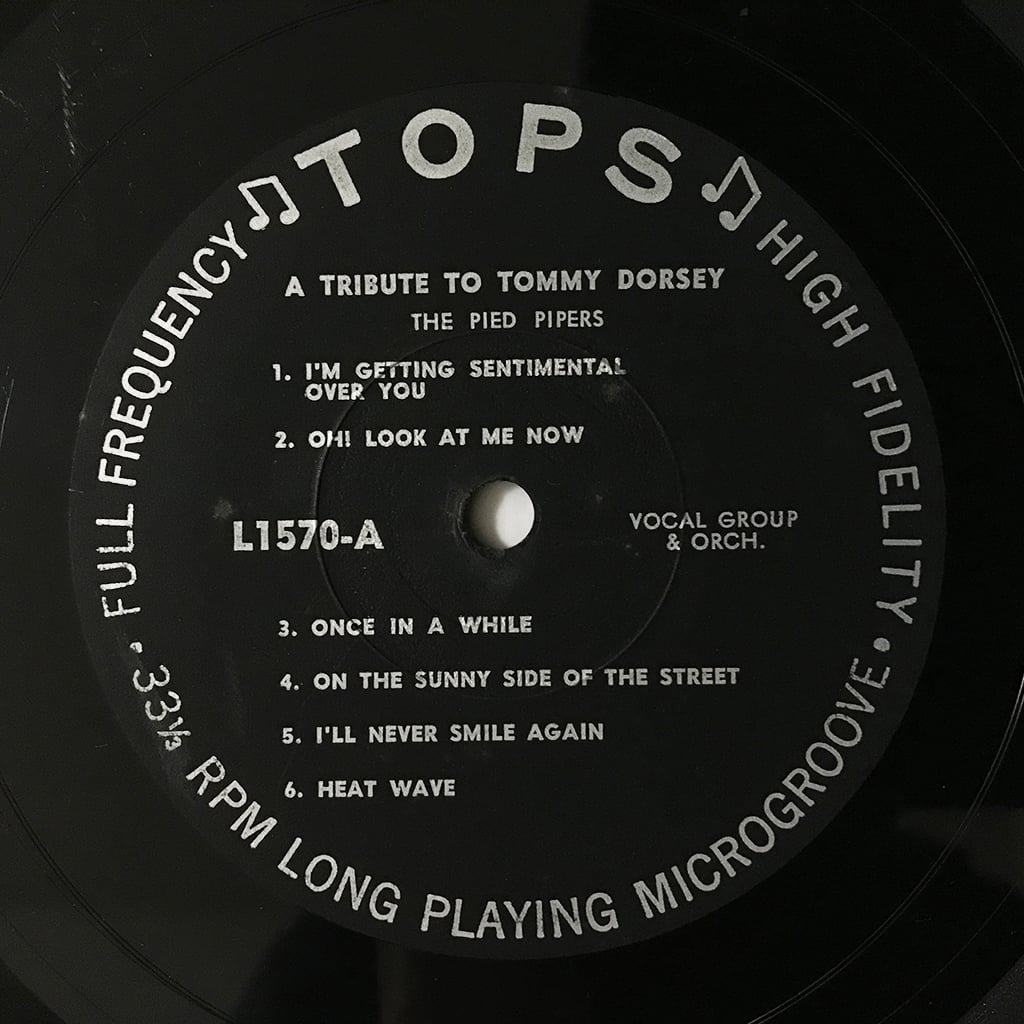 TOPS
FULL FREQUENCY
HIGH FIDELITY
A TRIBUTE TO TOMMY DORSEY
THE PIED PIPERS
1. I'M GETTING SENTIMENTAL
OVER YOU
2. OH! LOOK AT ME NOW
L1570-A
VOCAL GROUP
& ORCH.
3. ONCE IN A WHILE
4. ON THE SUNNY SIDE OF THE STREET
5. I'LL NEVER SMILE AGAIN
6. HEAT WAVE
• 33⅓ RPM LONG PLAYING MICROGROOVE •